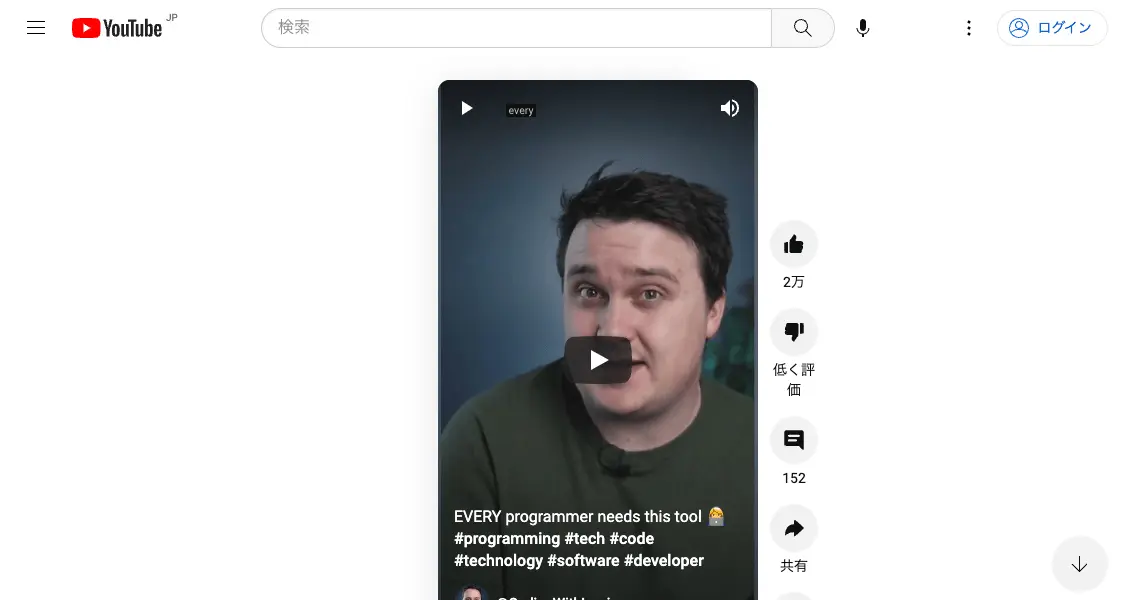 YouTube JP
検索
ログイン
every
2万
低く評
価
152
共有
EVERY programmer needs this tool 👩‍💻
#programming #tech #code
#technology #software #developer